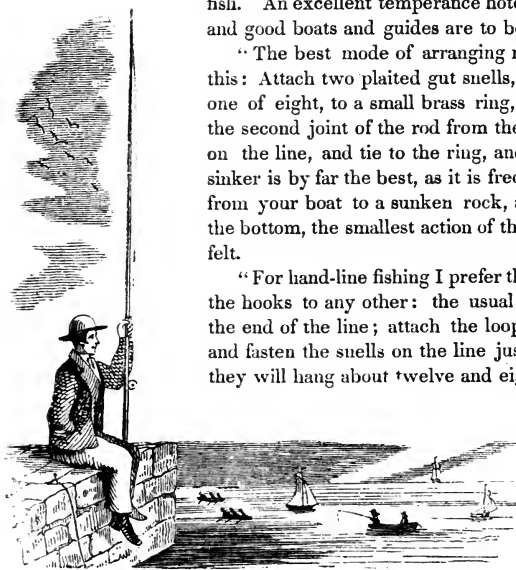 fish. An excellent temperance hote
and good boats and guides are to b
“ The best mode of arranging
this: Attach two plaited gut snells,
one of eight, to a small brass ring,
the second joint of the rod from the
on the line, and tie to the ring, an
sinker is by far the best, as it is free
from your boat to a sunken rock,
the bottom, the smallest action of th
felt.
“ For hand-line fishing I prefer th
the hooks to any other: the usual
the end of the line; attach the loop
and fasten the snells on the line jus
they will hang about twelve and ei